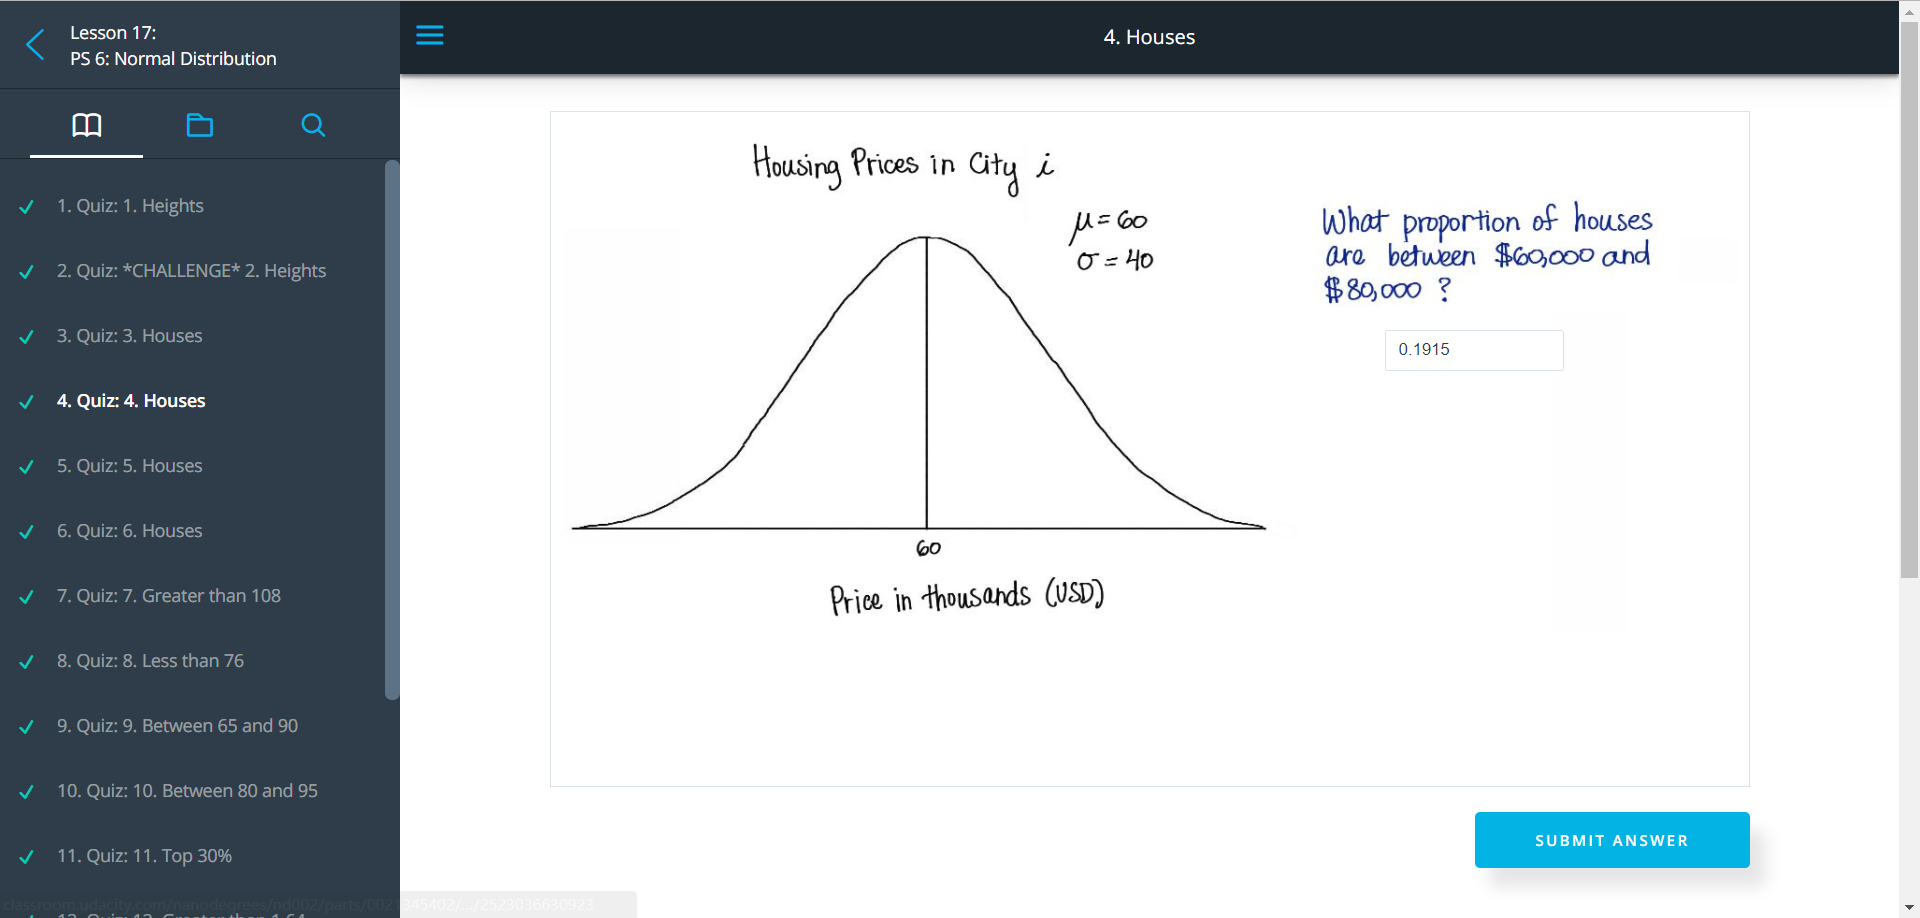 Lesson 17:
PS 6: Normal Distribution
4. Houses
1. Quiz: 1. Heights
2. Quiz: *CHALLENGE* 2. Heights
3. Quiz: 3. Houses
4. Quiz: 4. Houses
5. Quiz: 5. Houses
6. Quiz: 6. Houses
7. Quiz: 7. Greater than 108
8. Quiz: 8. Less than 76
9. Quiz: 9. Between 65 and 90
10. Quiz: 10. Between 80 and 95
11. Quiz: 11. Top 30%
Housing Prices in City i
μ = 60
σ = 40
60
Price in thousands (USD)
What proportion of houses
are between $60,000 and
$80,000 ?
0.1915
SUBMIT ANSWER